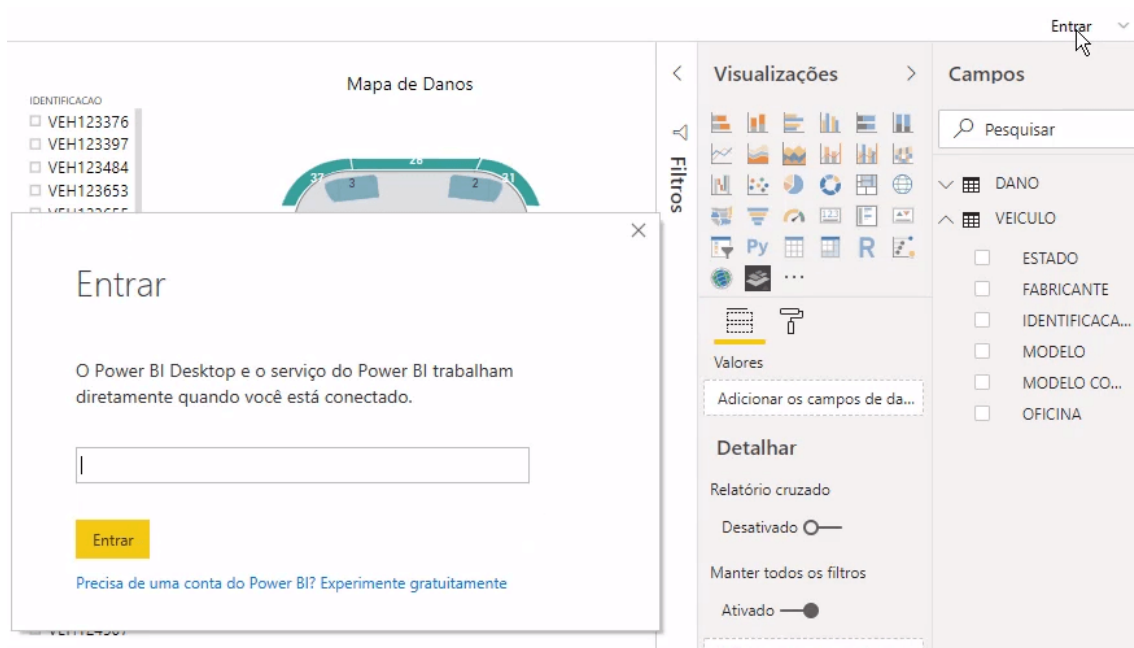 Entrar
Mapa de Danos
IDENTIFICACAO
VEH123376
VEH123397
VEH123484
VEH123653
37
28
31
3
2
Entrar
O Power BI Desktop e o serviço do Power BI trabalham
diretamente quando você está conectado.
Entrar
Precisa de uma conta do Power BI? Experimente gratuitamente
Filtros
Visualizações
123
Py
R
...
Valores
Adicionar os campos de da...
Detalhar
Relatório cruzado
Desativado
Manter todos os filtros
Ativado
Campos
Pesquisar
DANO
VEICULO
ESTADO
FABRICANTE
IDENTIFICACA...
MODELO
MODELO CO...
OFICINA